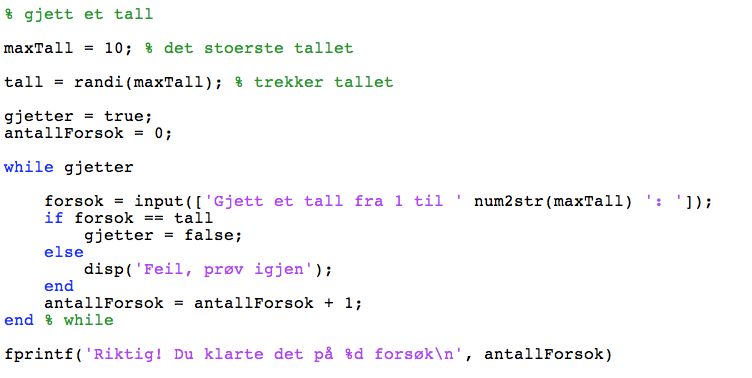 % gjett et tall
maxTall = 10; % det stoerste tallet
tall = randi(maxTall); % trekker tallet
gjetter = true;
antallForsok = 0;
while gjetter
forsok = input(['Gjett et tall fra 1 til ' num2str(maxTall) ': ']);
if forsok == tall
gjetter = false;
else
disp('Feil, prøv igjen');
end
antallForsok = antallForsok + 1;
end % while
fprintf('Riktig! Du klarte det på %d forsøk\n', antallForsok)